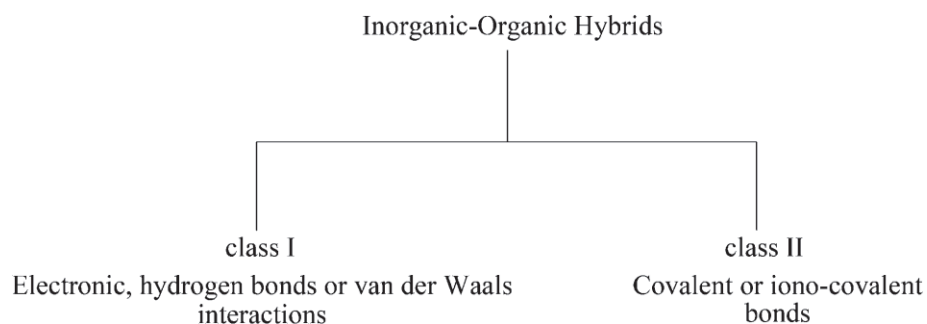 Inorganic-Organic Hybrids
class I
Electronic, hydrogen bonds or van der Waals
interactions
class II
Covalent or iono-covalent
bonds